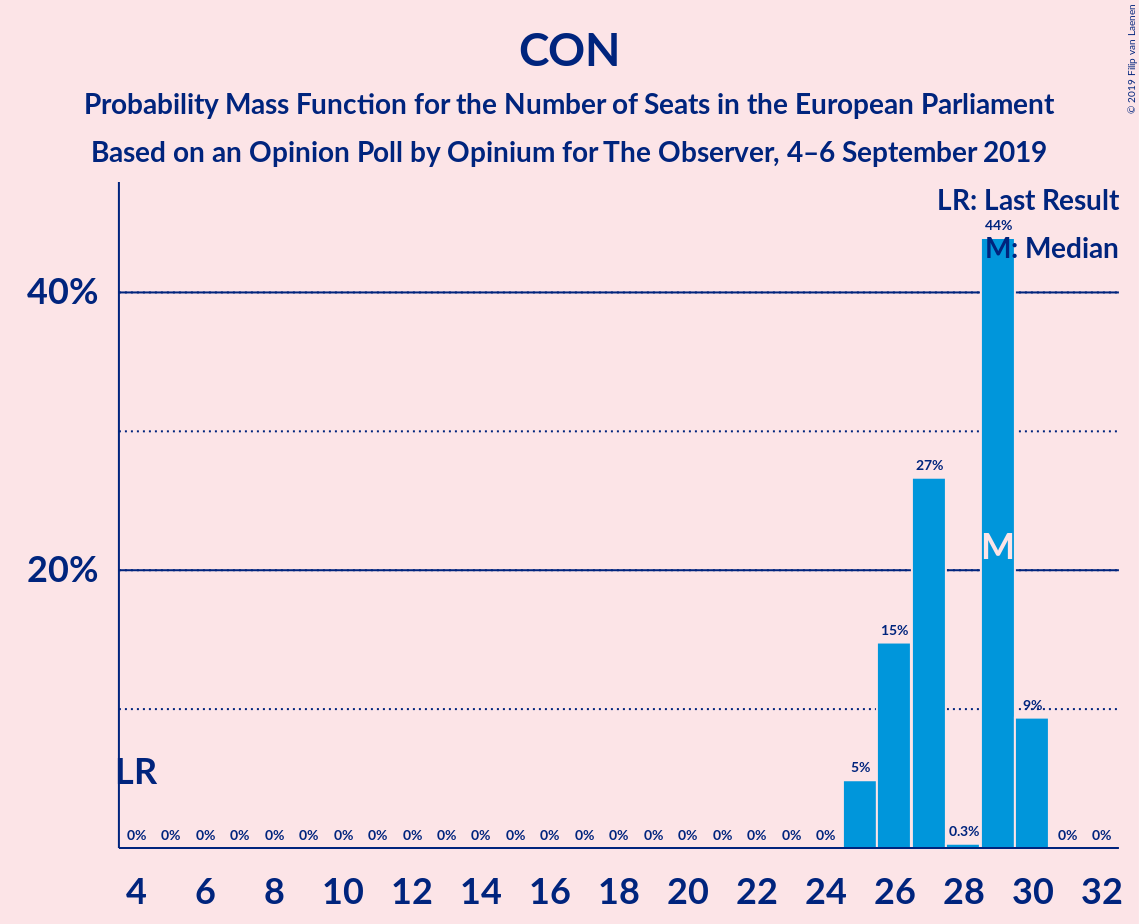 CON
Probability Mass Function for the Number of Seats in the European Parliament
Based on an Opinion Poll by Opinium for The Observer, 4–6 September 2019
© 2019 Filip van Laenen
LR: Last Result
M: Median
44%
40%
27%
M
20%
15%
9%
LR
5%
0% 0% 0% 0% 0% 0% 0% 0% 0% 0% 0% 0% 0% 0% 0% 0% 0% 0% 0% 0% 0% 0.3% 0% 0%
4 6 8 10 12 14 16 18 20 22 24 26 28 30 32